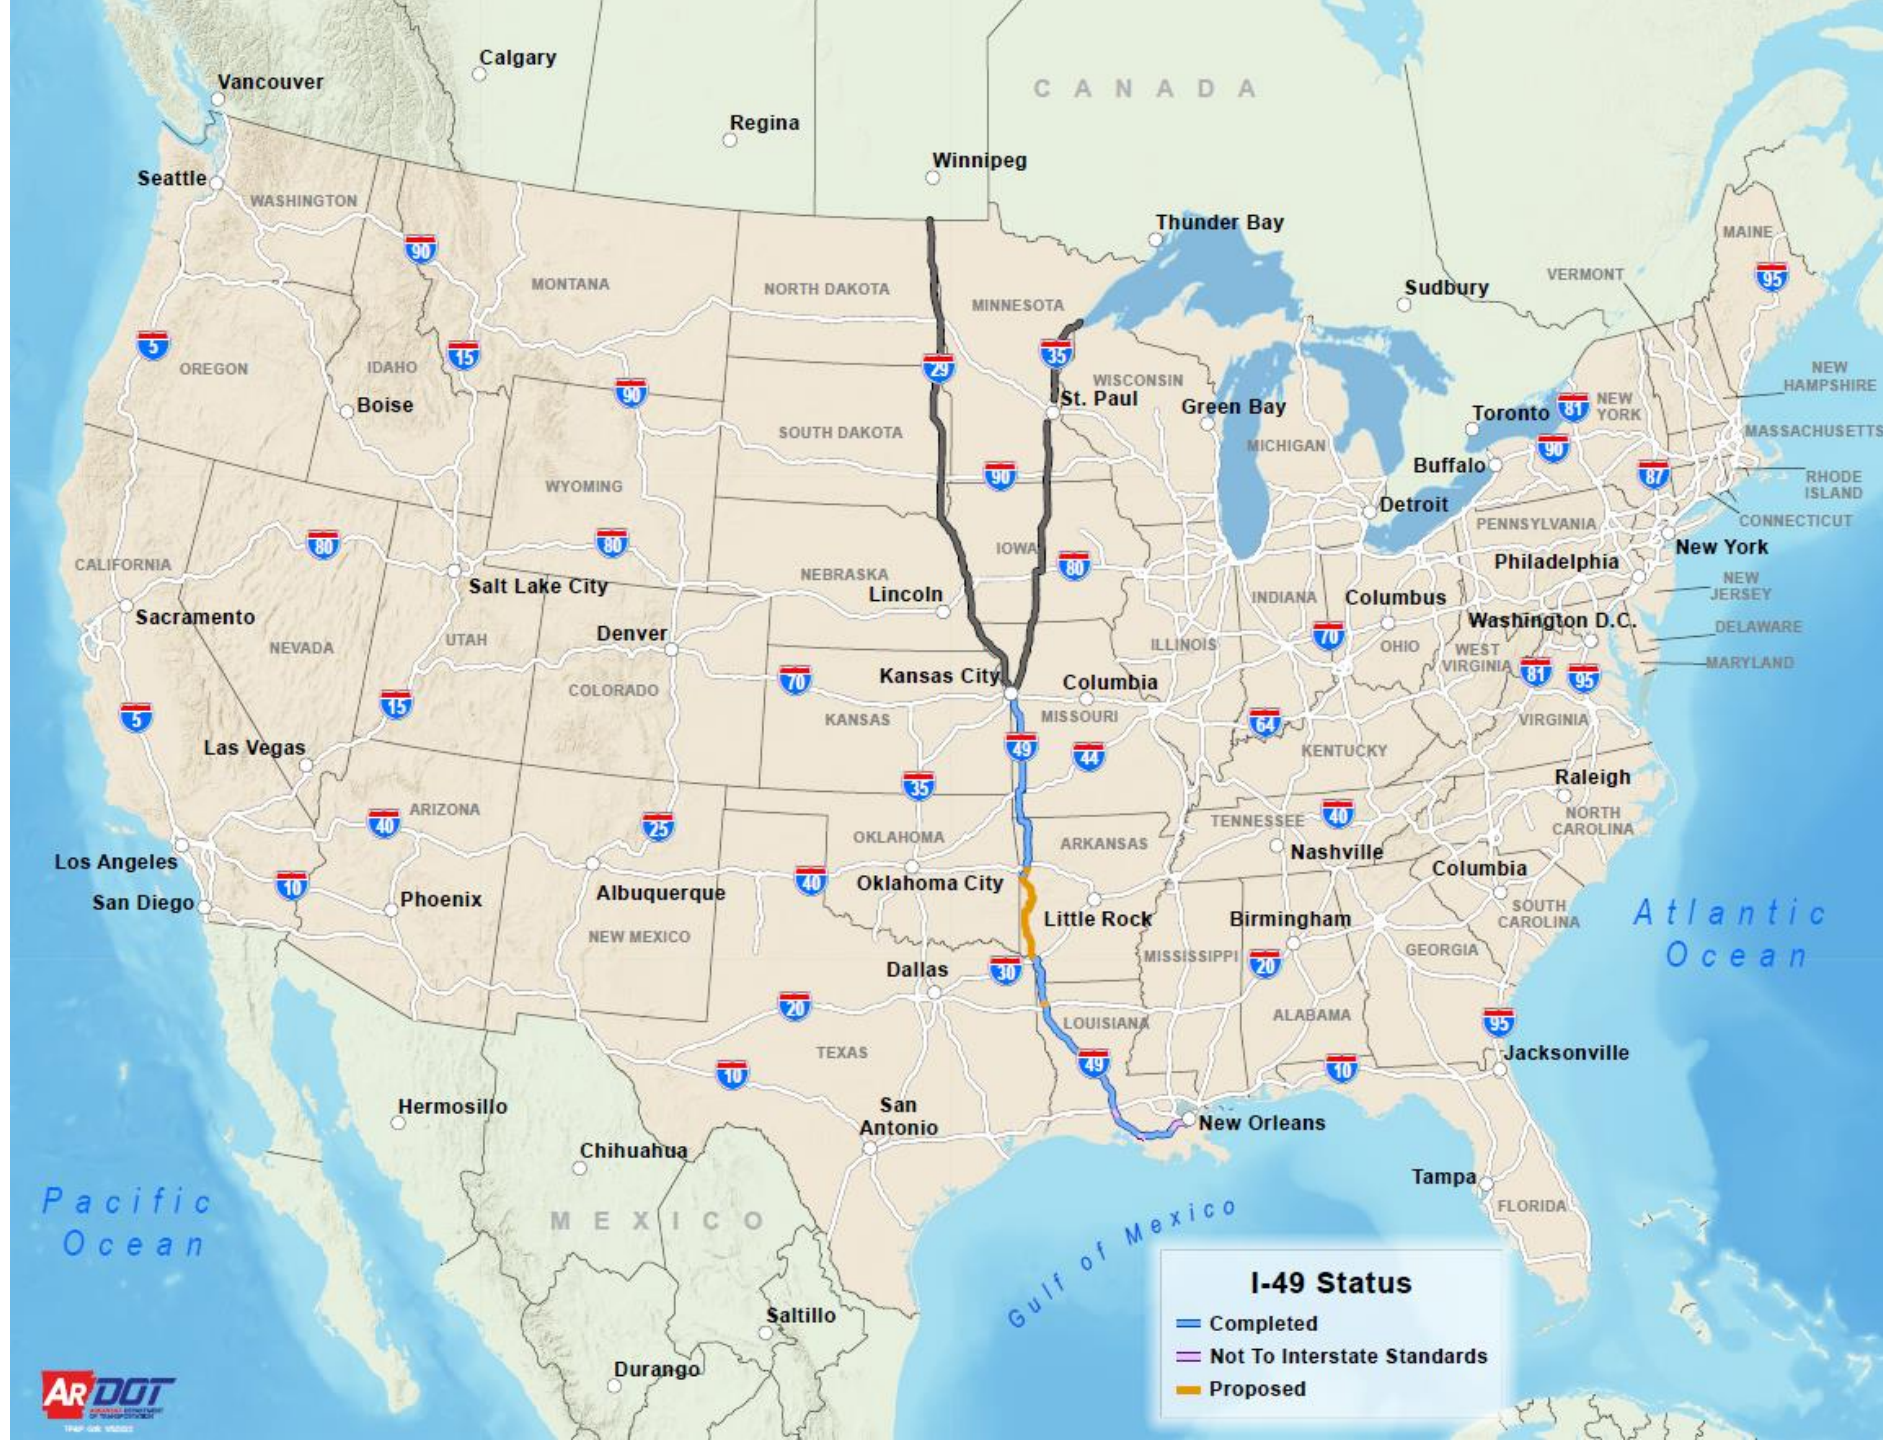 Calgary
Vancouver
CANADA
Regina
Winnipeg
Seattle
WASHINGTON
Thunder Bay
MAINE
90
95
MONTANA
NORTH DAKOTA
MINNESOTA
Sudbury
VERMONT
5
15
OREGON
IDAHO
29
35
90
WISCONSIN
NEW
HAMPSHIRE
Boise
St. Paul
Green Bay
Toronto
81
NEW
YORK
SOUTH DAKOTA
MICHIGAN
MASSACHUSETTS
Buffalo
90
90
87
RHODE
ISLAND
WYOMING
Detroit
PENNSYLVANIA
CONNECTICUT
80
80
IOWA
80
New York
CALIFORNIA
Salt Lake City
NEBRASKA
Lincoln
Philadelphia
NEW
JERSEY
Sacramento
INDIANA
Columbus
Washington D.C.
DELAWARE
NEVADA
UTAH
Denver
ILLINOIS
70
OHIO
WEST
VIRGINIA
MARYLAND
81
95
Kansas City
Columbia
COLORADO
70
15
5
KANSAS
MISSOURI
64
VIRGINIA
Las Vegas
49
44
KENTUCKY
35
Raleigh
ARIZONA
40
25
OKLAHOMA
ARKANSAS
TENNESSEE
40
NORTH
CAROLINA
Los Angeles
Nashville
10
Albuquerque
40
Oklahoma City
Columbia
San Diego
Phoenix
Little Rock
Birmingham
SOUTH
CAROLINA
Atlantic
Ocean
NEW MEXICO
MISSISSIPPI
20
GEORGIA
Dallas
30
20
LOUISIANA
ALABAMA
95
TEXAS
49
10
10
Jacksonville
Hermosillo
San
Antonio
New Orleans
Chihuahua
Tampa
FLORIDA
Pacific
Ocean
MEXICO
Gulf of Mexico
Saltillo
Durango
I-49 Status
Completed
Not To Interstate Standards
Proposed
ARDOT
ARKANSAS DEPARTMENT
OF TRANSPORTATION